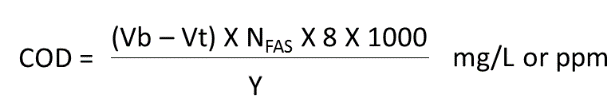 (Vb – Vt) X N_FAS X 8 X 1000
COD = mg/L or ppm
Y